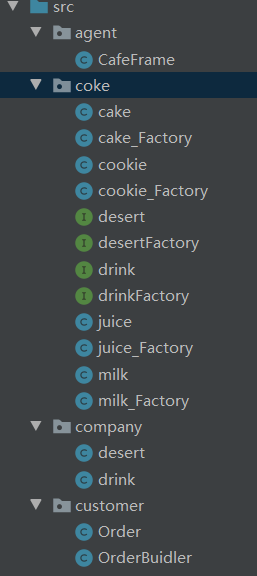 src
agent
C CafeFrame
coke
C cake
C cake_Factory
C cookie
C cookie_Factory
I desert
I desertFactory
I drink
I drinkFactory
C juice
C juice_Factory
C milk
C milk_Factory
company
C desert
C drink
customer
C Order
C OrderBuidler